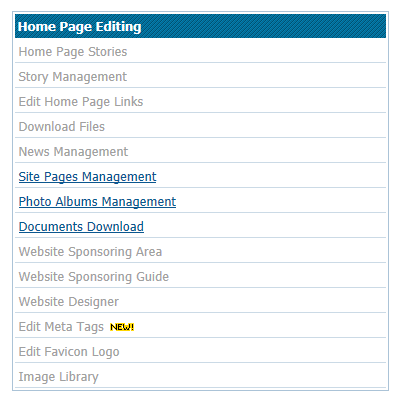 Home Page Editing
Home Page Stories
Story Management
Edit Home Page Links
Download Files
News Management
Site Pages Management
Photo Albums Management
Documents Download
Website Sponsoring Area
Website Sponsoring Guide
Website Designer
Edit Meta Tags NEW!
Edit Favicon Logo
Image Library